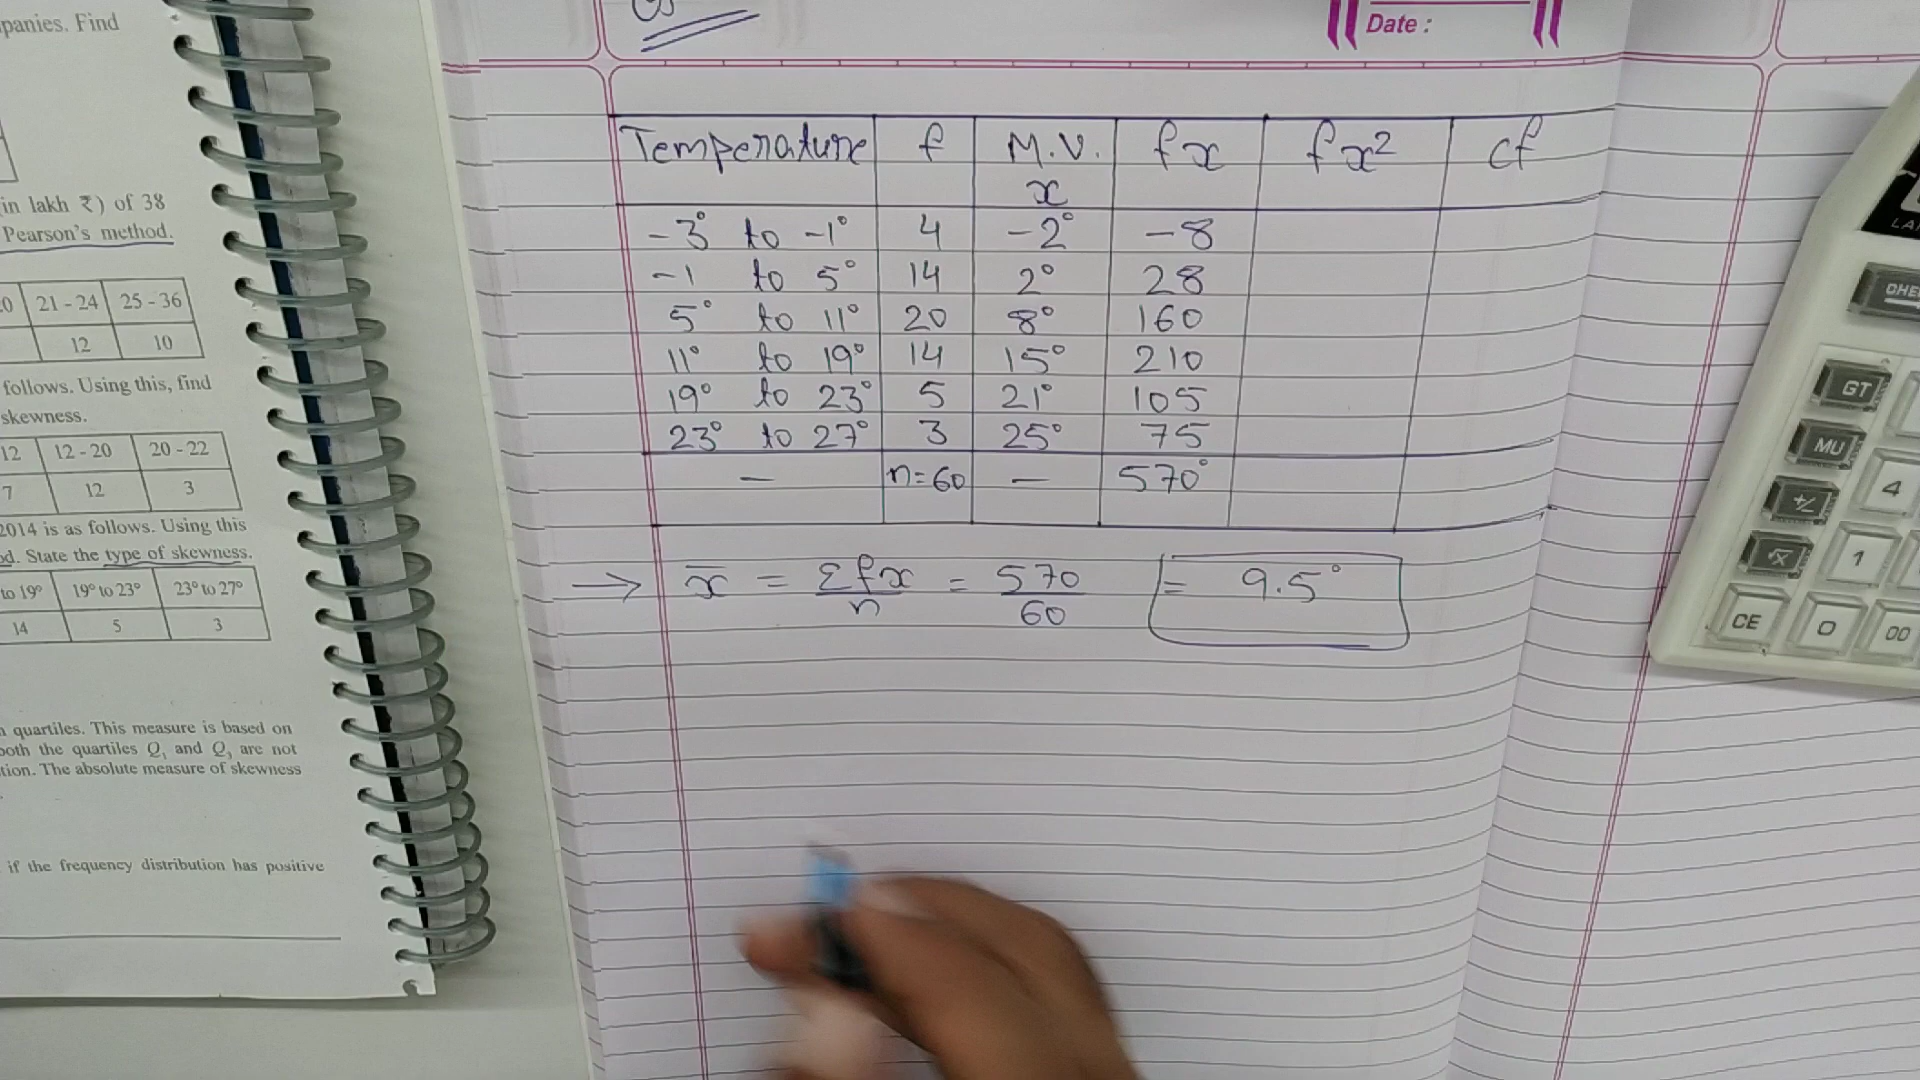 panies. Find
in lakh ₹) of 38
Pearson's method.
0 21 - 24 25 - 36
12 10
follows. Using this, find
skewness.
12 12 - 20 20 - 22
7 12 3
2014 is as follows. Using this
od. State the type of skewness.
to 19° 19° to 23° 23° to 27°
14 5 3
n quartiles. This measure is based on
both the quartiles Q₁ and Q₃ are not
tion. The absolute measure of skewness
if the frequency distribution has positive
Date :
Temperature f M.V. x fx fx² cf
-3° to -1° 4 -2° -8
-1 to 5° 14 2° 28
5° to 11° 20 8° 160
11° to 19° 14 15° 210
19° to 23° 5 21° 105
23° to 27° 3 25° 75
— n=60 — 570°
→ x̄ = Σfx/n = 570/60 = 9.5°
GT
MU
+/- 4
√x 1
CE 0 00